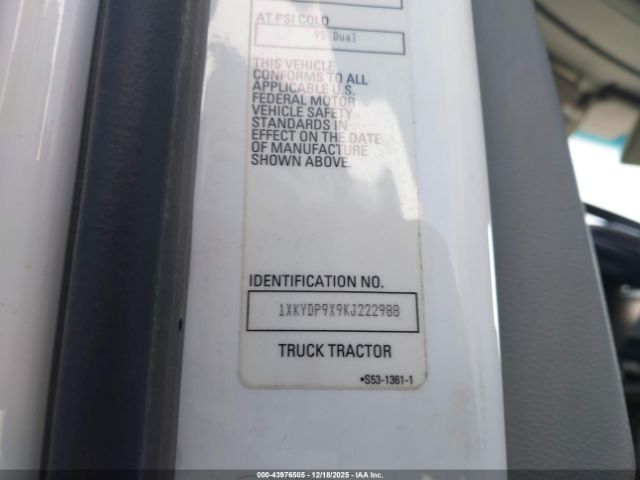 AT PSI COLD
95 Dual
THIS VEHICLE
CONFORMS TO ALL
APPLICABLE U.S.
FEDERAL MOTOR
VEHICLE SAFETY
STANDARDS IN
EFFECT ON THE DATE
OF MANUFACTURE
SHOWN ABOVE.
IDENTIFICATION NO.
1XKYDP9X9KJ222988
TRUCK TRACTOR
•S53-1361-1
000-43976505 - 12/18/2025 - IAA Inc.